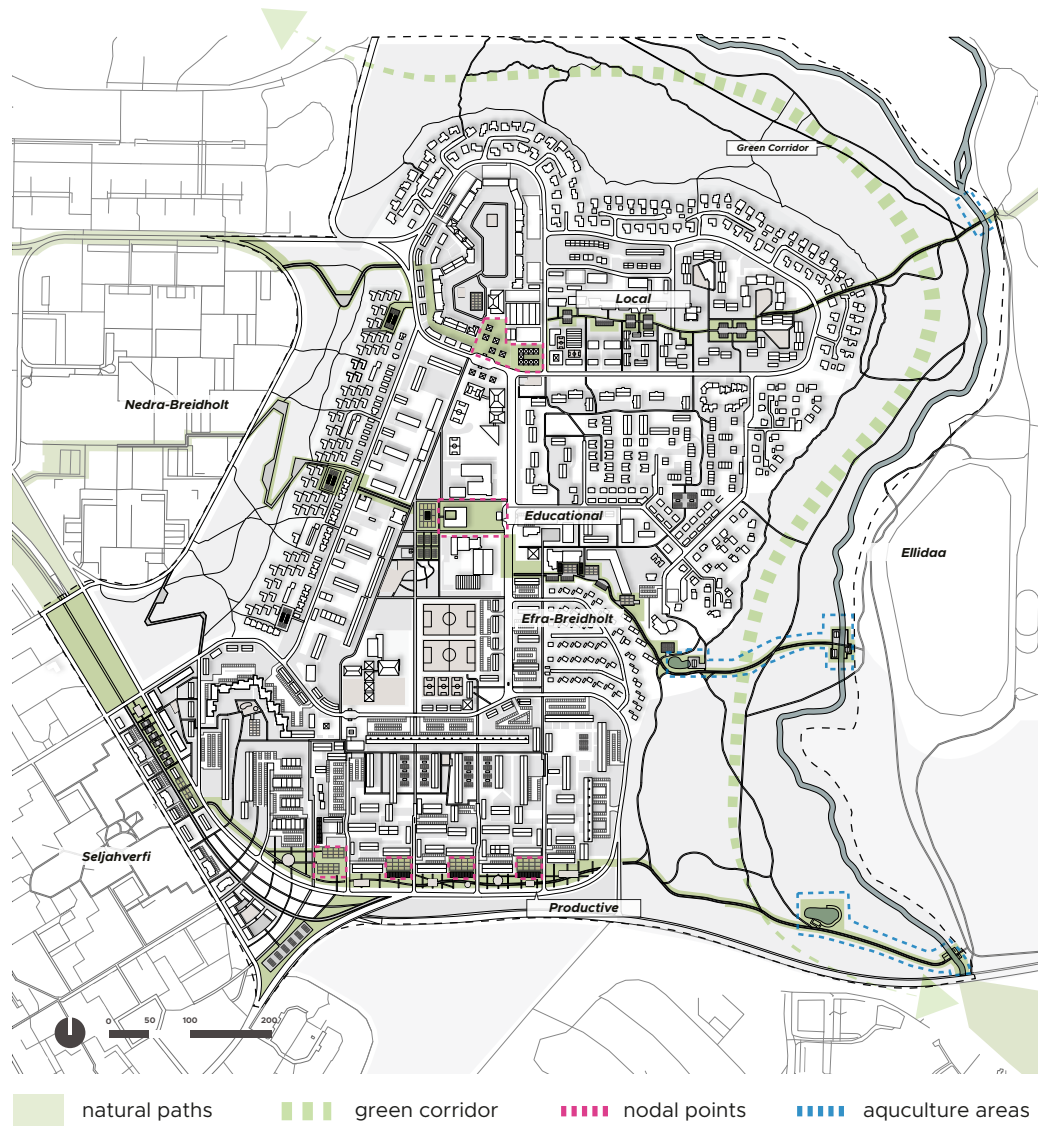 Green Corridor
Local
Nedra-Breidholt
Educational
Ellidaa
Efra-Breidholt
Seljahverfi
Productive
0 50 100 200
natural paths green corridor nodal points aquculture areas